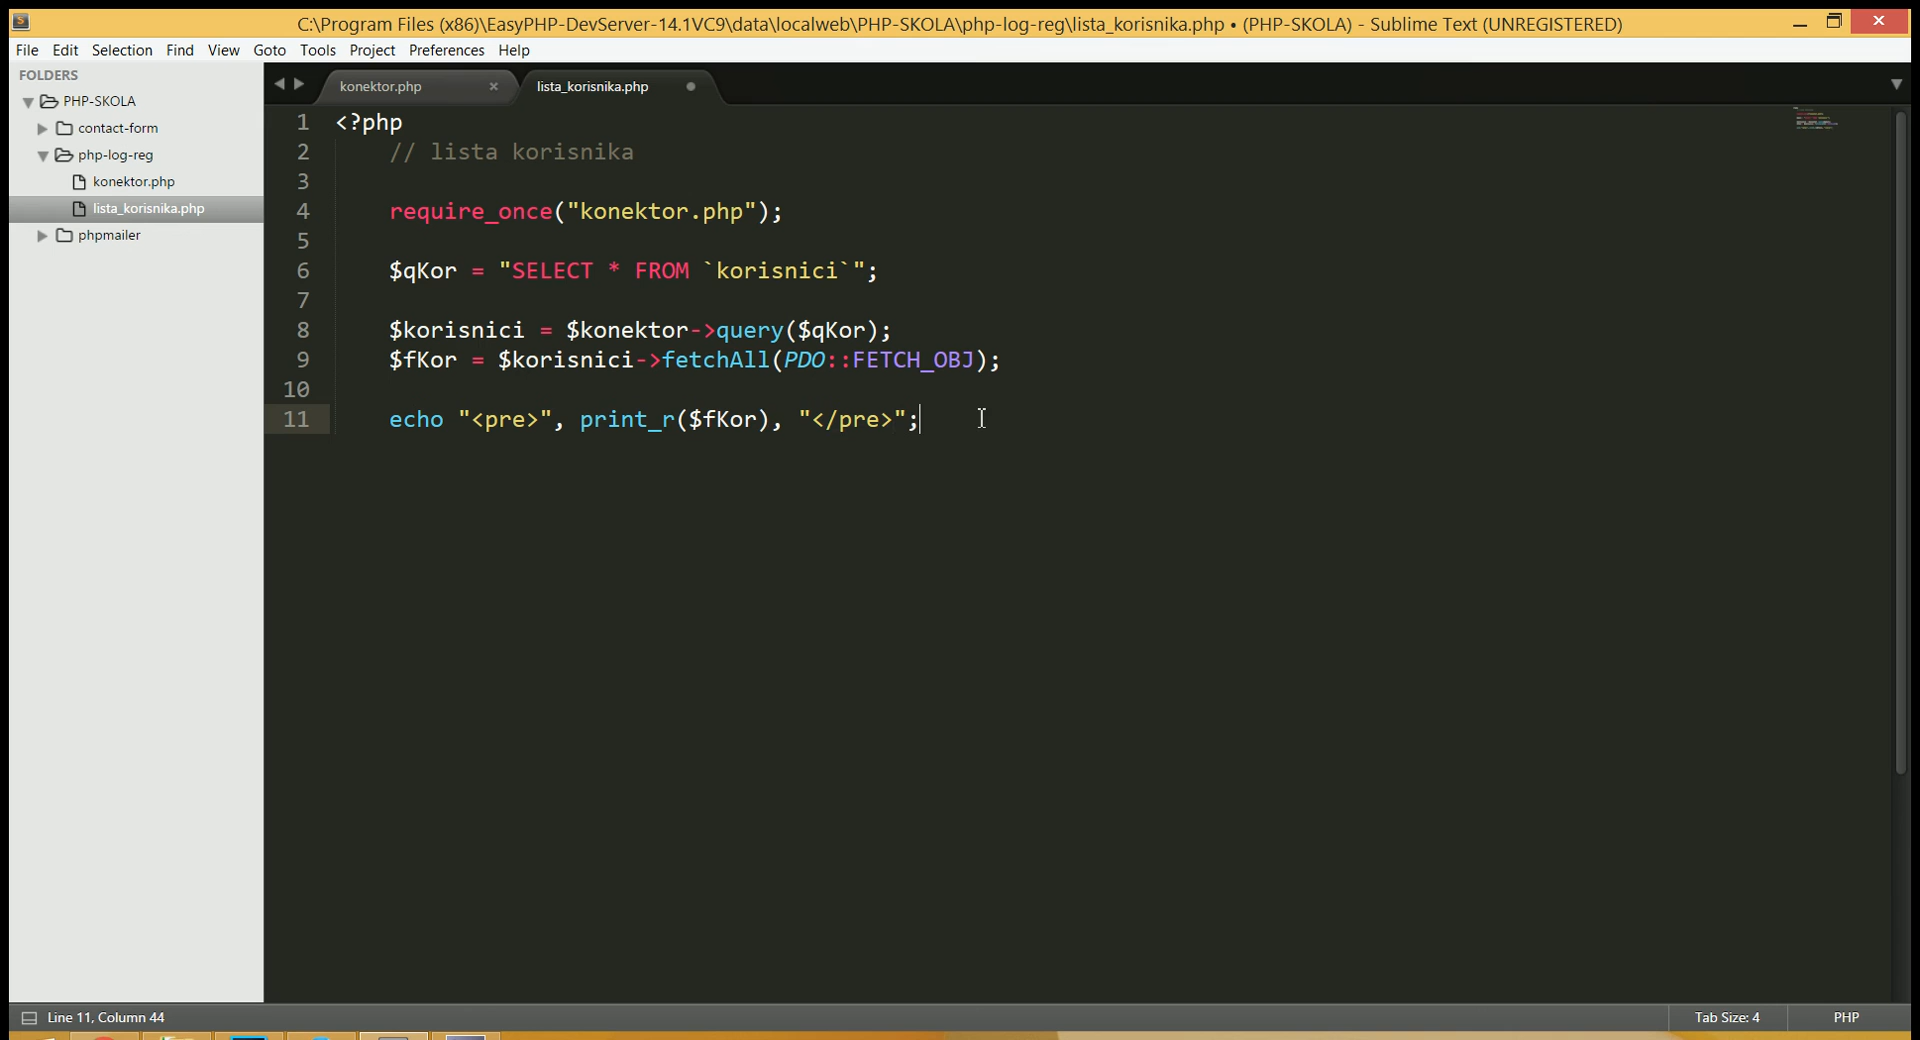 C:\Program Files (x86)\EasyPHP-DevServer-14.1VC9\data\localweb\PHP-SKOLA\php-log-reg\lista_korisnika.php • (PHP-SKOLA) - Sublime Text (UNREGISTERED)
File Edit Selection Find View Goto Tools Project Preferences Help
FOLDERS
PHP-SKOLA
contact-form
php-log-reg
konektor.php
lista_korisnika.php
phpmailer
konektor.php × lista_korisnika.php
1 <?php
2 // lista korisnika
3
4 require_once("konektor.php");
5
6 $qKor = "SELECT * FROM `korisnici`";
7
8 $korisnici = $konektor->query($qKor);
9 $fKor = $korisnici->fetchAll(PDO::FETCH_OBJ);
10
11 echo "<pre>", print_r($fKor), "</pre>";
Line 11, Column 44
Tab Size: 4 PHP